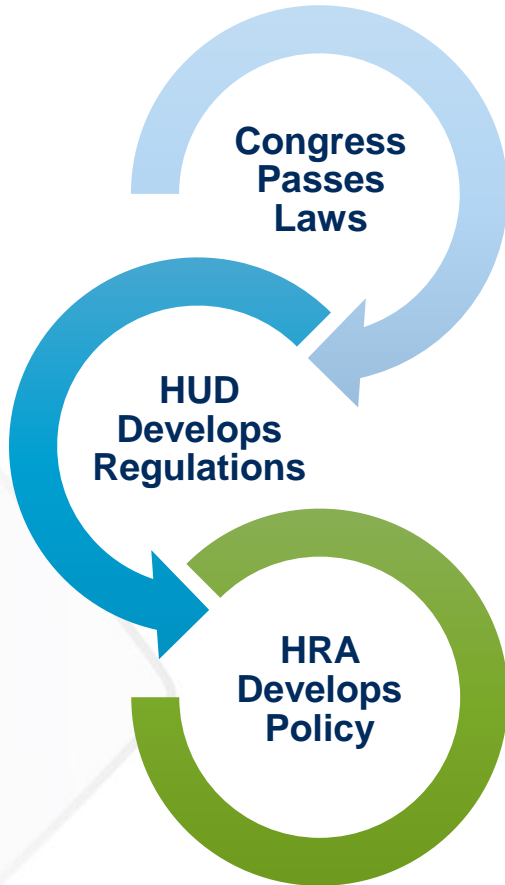 Congress
Passes
Laws
HUD
Develops
Regulations
HRA
Develops
Policy